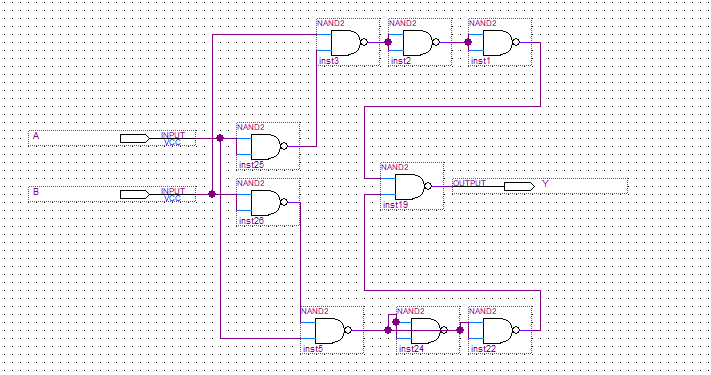 NAND2
NAND2
NAND2
inst3
inst2
inst1
A
INPUT
VCC
NAND2
inst25
B
INPUT
VCC
NAND2
inst26
NAND2
inst19
OUTPUT
Y
NAND2
NAND2
NAND2
inst5
inst24
inst22